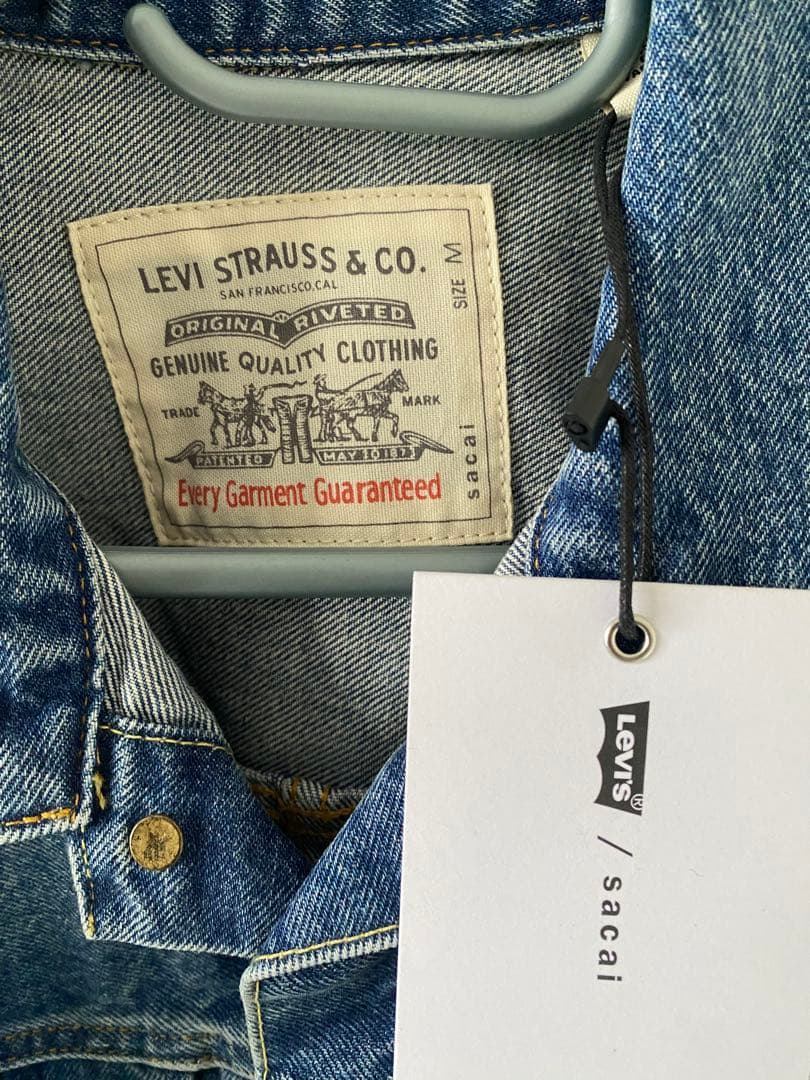 LEVI STRAUSS & CO.
SAN FRANCISCO, CAL
ORIGINAL RIVETED
GENUINE QUALITY CLOTHING
TRADE MARK
PATENTED MAY 20 1873
Every Garment Guaranteed
SIZE M
sacai
LEVI'S®
/ sacai